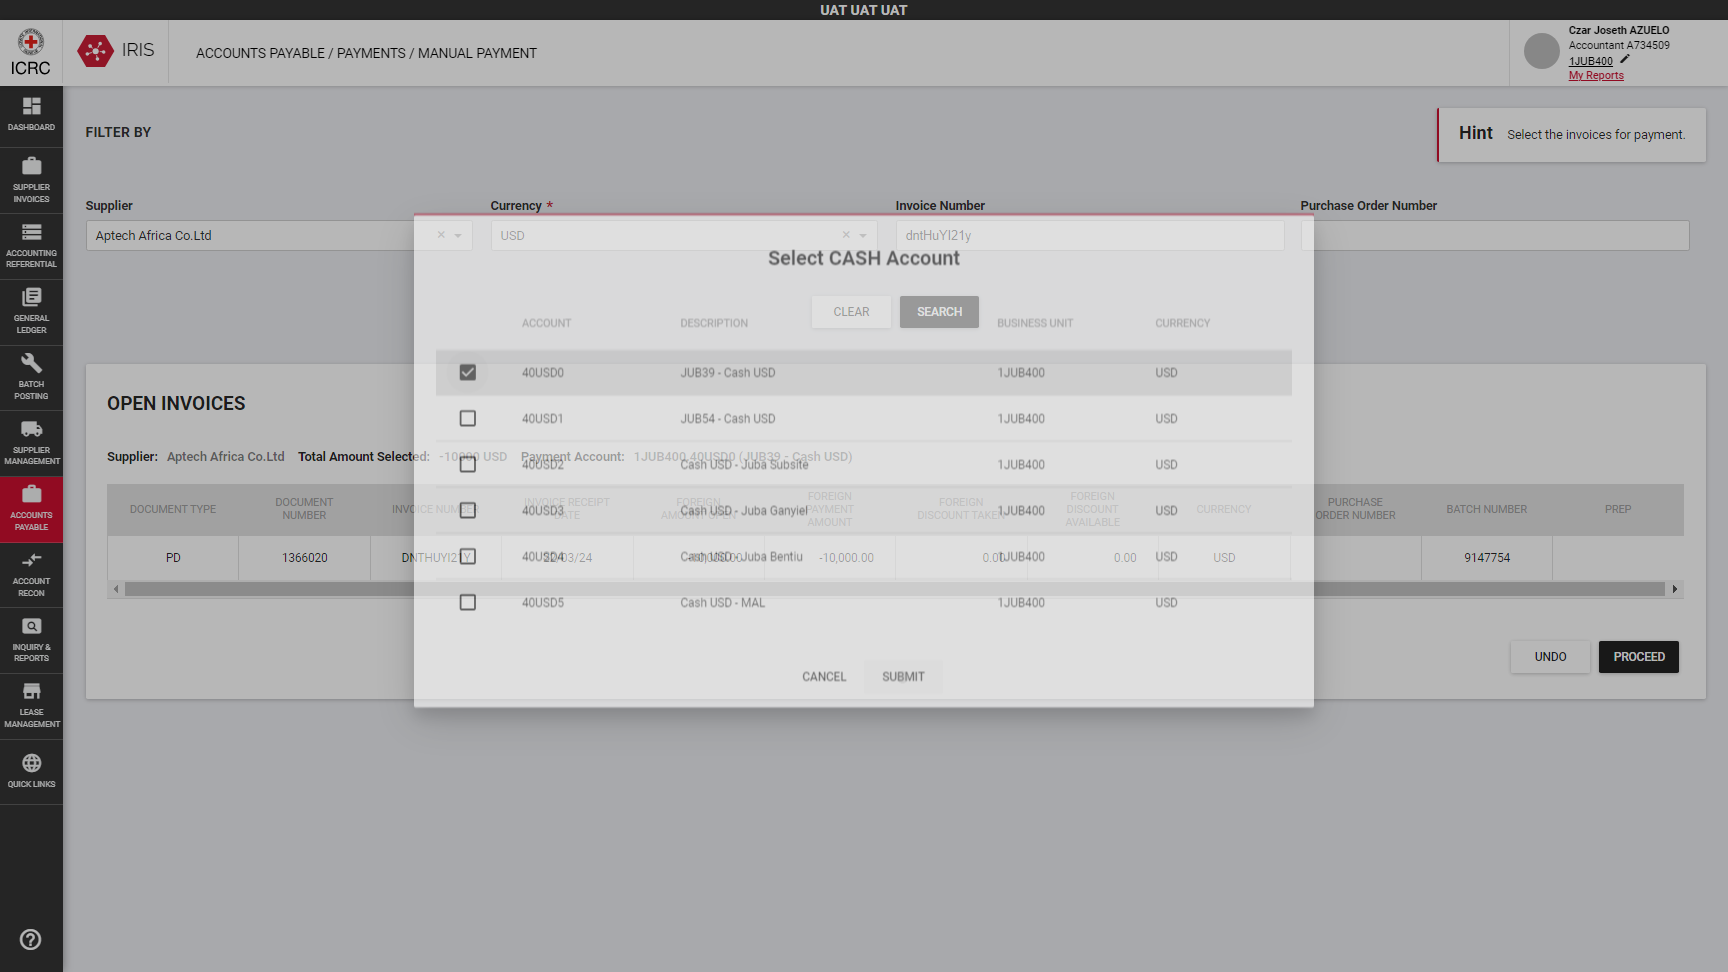 UAT UAT UAT
ICRC
IRIS
ACCOUNTS PAYABLE / PAYMENTS / MANUAL PAYMENT
Czar Joseth AZUELO
Accountant A734509
1JUB400
My Reports
DASHBOARD
SUPPLIER INVOICES
ACCOUNTING REFERENTIAL
GENERAL LEDGER
BATCH POSTING
SUPPLIER MANAGEMENT
ACCOUNTS PAYABLE
ACCOUNT RECON
INQUIRY & REPORTS
LEASE MANAGEMENT
QUICK LINKS
FILTER BY
Hint Select the invoices for payment.
Supplier Currency * Invoice Number Purchase Order Number
Aptech Africa Co.Ltd USD dntHuYI21y
CLEAR SEARCH
Select CASH Account
ACCOUNT DESCRIPTION BUSINESS UNIT CURRENCY
40USD0 JUB39 - Cash USD 1JUB400 USD
40USD1 JUB54 - Cash USD 1JUB400 USD
40USD2 Cash USD - Juba Subsite 1JUB400 USD
40USD3 Cash USD - Juba Ganyiel 1JUB400 USD
40USD4 Cash USD - Juba Bentiu 1JUB400 USD
40USD5 Cash USD - MAL 1JUB400 USD
CANCEL SUBMIT
OPEN INVOICES
Supplier: Aptech Africa Co.Ltd Total Amount Selected: -10000 USD Payment Account: 1JUB400.40USD0 (JUB39 - Cash USD)
DOCUMENT TYPE DOCUMENT NUMBER INVOICE NUMBER INVOICE RECEIPT DATE FOREIGN AMOUNT OPEN FOREIGN PAYMENT AMOUNT FOREIGN DISCOUNT TAKEN FOREIGN DISCOUNT AVAILABLE CURRENCY PURCHASE ORDER NUMBER BATCH NUMBER PREP
PD 1366020 DNTHUYI21Y /03/24 -10,000.00 0.00 0.00 USD 9147754
UNDO PROCEED